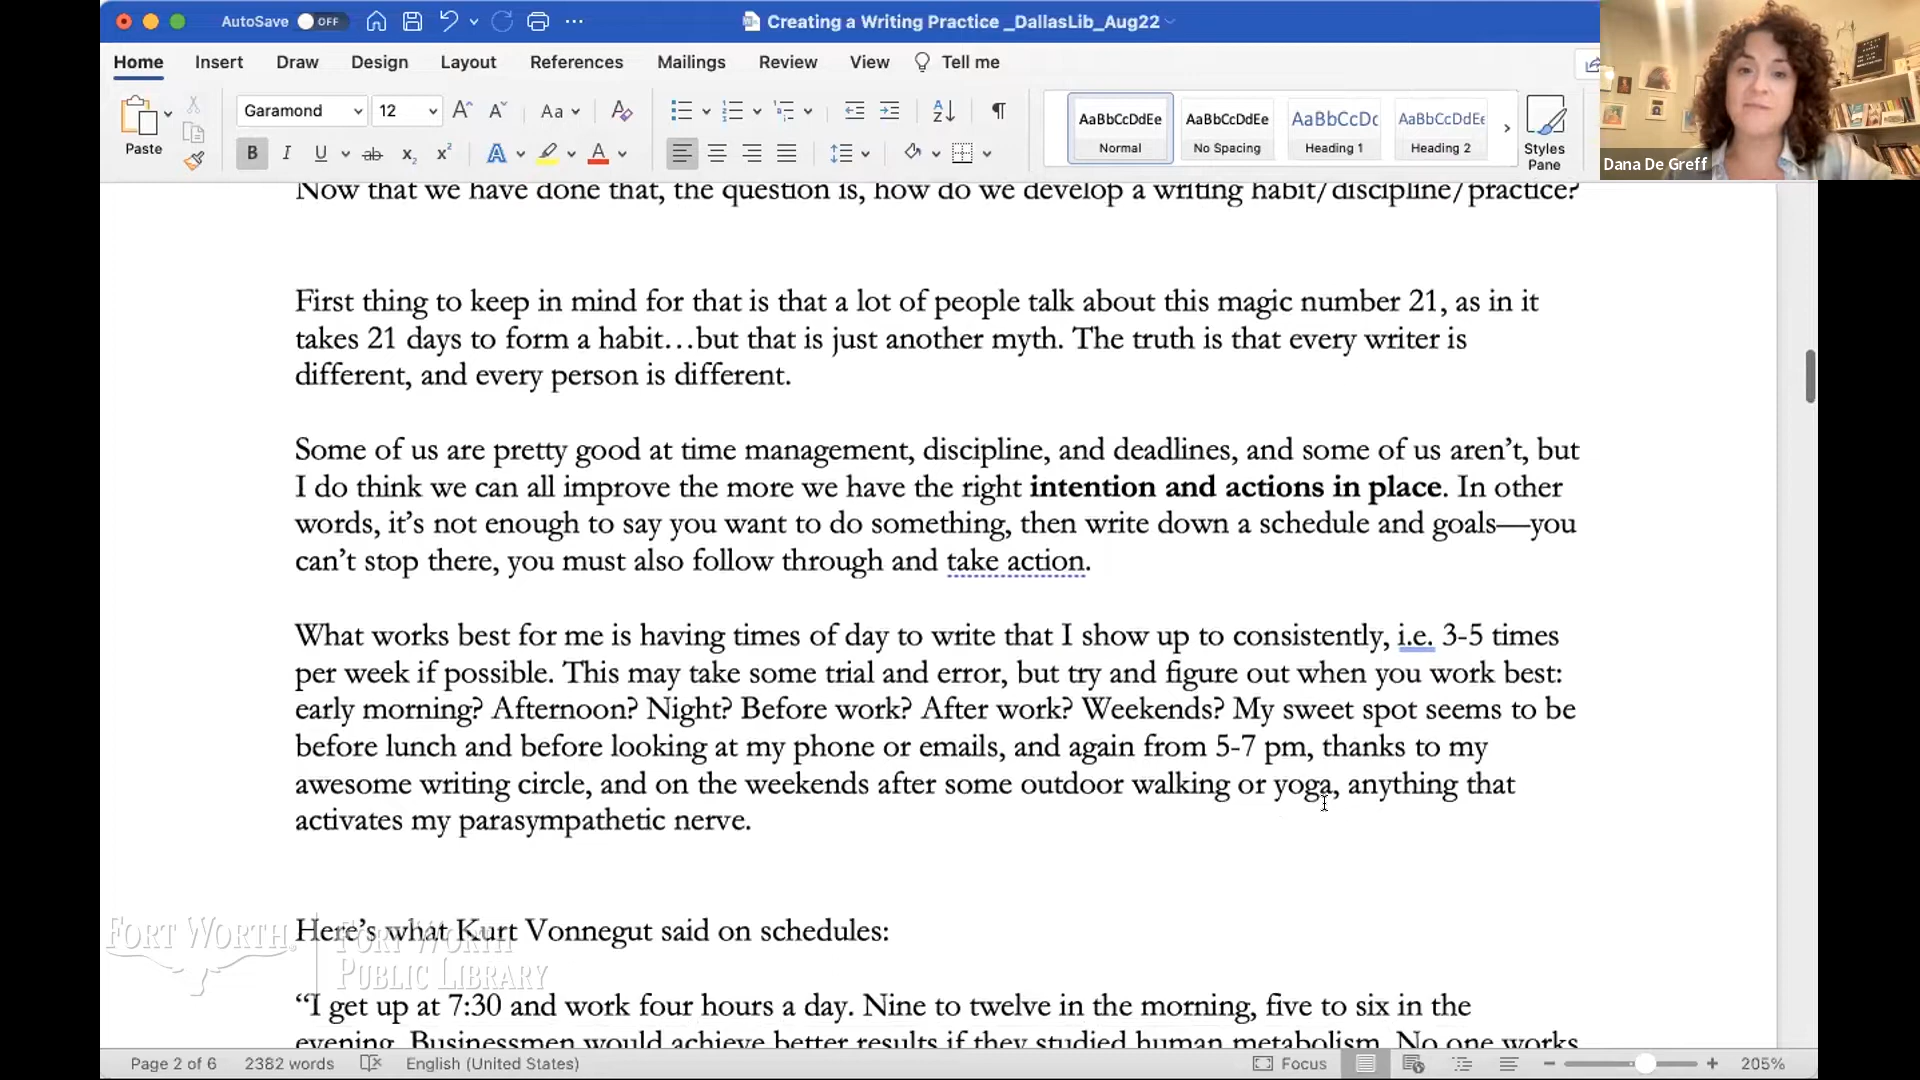 AutoSave OFF
Creating a Writing Practice _DallasLib_Aug22
Home Insert Draw Design Layout References Mailings Review View Tell me
Paste
Garamond 12
Aa
B I U ab x₂ x²
AaBbCcDdEe AaBbCcDdEe AaBbCcDc AaBbCcDdEe
Normal No Spacing Heading 1 Heading 2
Styles
Pane
Dana De Greff
Now that we have done that, the question is, how do we develop a writing habit/discipline/practice?
First thing to keep in mind for that is that a lot of people talk about this magic number 21, as in it
takes 21 days to form a habit…but that is just another myth. The truth is that every writer is
different, and every person is different.
Some of us are pretty good at time management, discipline, and deadlines, and some of us aren’t, but
I do think we can all improve the more we have the right intention and actions in place. In other
words, it’s not enough to say you want to do something, then write down a schedule and goals—you
can’t stop there, you must also follow through and take action.
What works best for me is having times of day to write that I show up to consistently, i.e. 3-5 times
per week if possible. This may take some trial and error, but try and figure out when you work best:
early morning? Afternoon? Night? Before work? After work? Weekends? My sweet spot seems to be
before lunch and before looking at my phone or emails, and again from 5-7 pm, thanks to my
awesome writing circle, and on the weekends after some outdoor walking or yoga, anything that
activates my parasympathetic nerve.
Here’s what Kurt Vonnegut said on schedules:
FORT WORTH
FORT WORTH
PUBLIC LIBRARY
“I get up at 7:30 and work four hours a day. Nine to twelve in the morning, five to six in the
evening. Businessmen would achieve better results if they studied human metabolism. No one works
Page 2 of 6 2382 words English (United States) Focus 205%